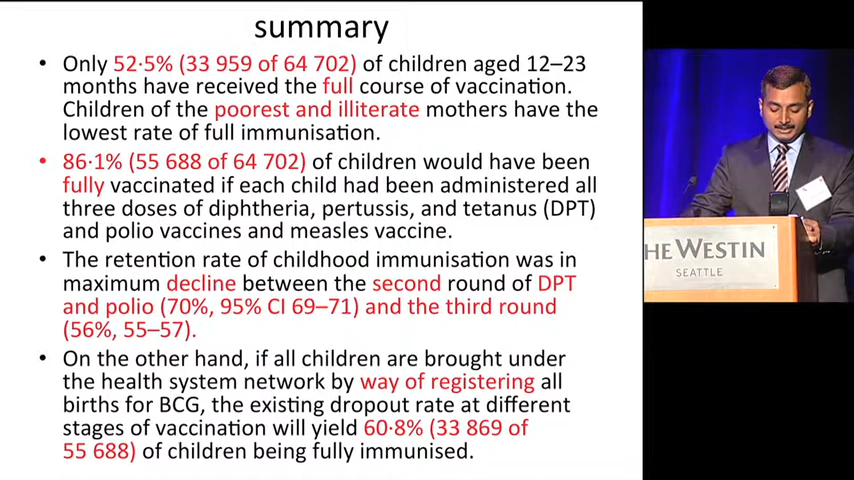 summary
• Only 52·5% (33 959 of 64 702) of children aged 12–23
months have received the full course of vaccination.
Children of the poorest and illiterate mothers have the
lowest rate of full immunisation.
• 86·1% (55 688 of 64 702) of children would have been
fully vaccinated if each child had been administered all
three doses of diphtheria, pertussis, and tetanus (DPT)
and polio vaccines and measles vaccine.
• The retention rate of childhood immunisation was in
maximum decline between the second round of DPT
and polio (70%, 95% CI 69–71) and the third round
(56%, 55–57).
• On the other hand, if all children are brought under
the health system network by way of registering all
births for BCG, the existing dropout rate at different
stages of vaccination will yield 60·8% (33 869 of
55 688) of children being fully immunised.
HE WESTIN
SEATTLE